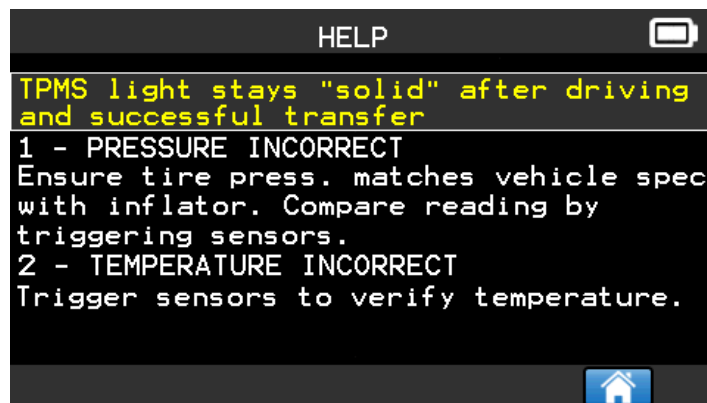 HELP
TPMS light stays "solid" after driving
and successful transfer
1 - PRESSURE INCORRECT
Ensure tire press. matches vehicle spec
with inflator. Compare reading by
triggering sensors.
2 - TEMPERATURE INCORRECT
Trigger sensors to verify temperature.